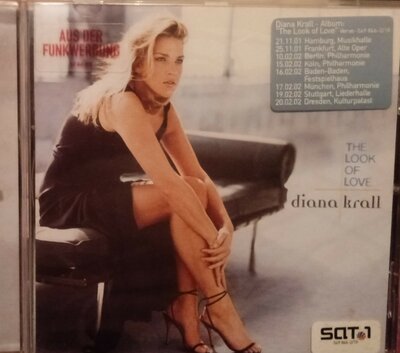 AUS DER
FUNKWERBUNG
Diana Krall - Album:
"The Look of Love" Verve
21.11.01 Hamburg, Musikhalle
25.11.01 Frankfurt, Alte Oper
10.02.02 Berlin, Philharmonie
15.02.02 Köln, Philharmonie
16.02.02 Baden-Baden,
Festspielhaus
17.02.02 München, Philharmonie
19.02.02 Stuttgart, Liederhalle
20.02.02 Dresden, Kulturpalast
THE
LOOK
OF
LOVE
diana krall
SAT.1